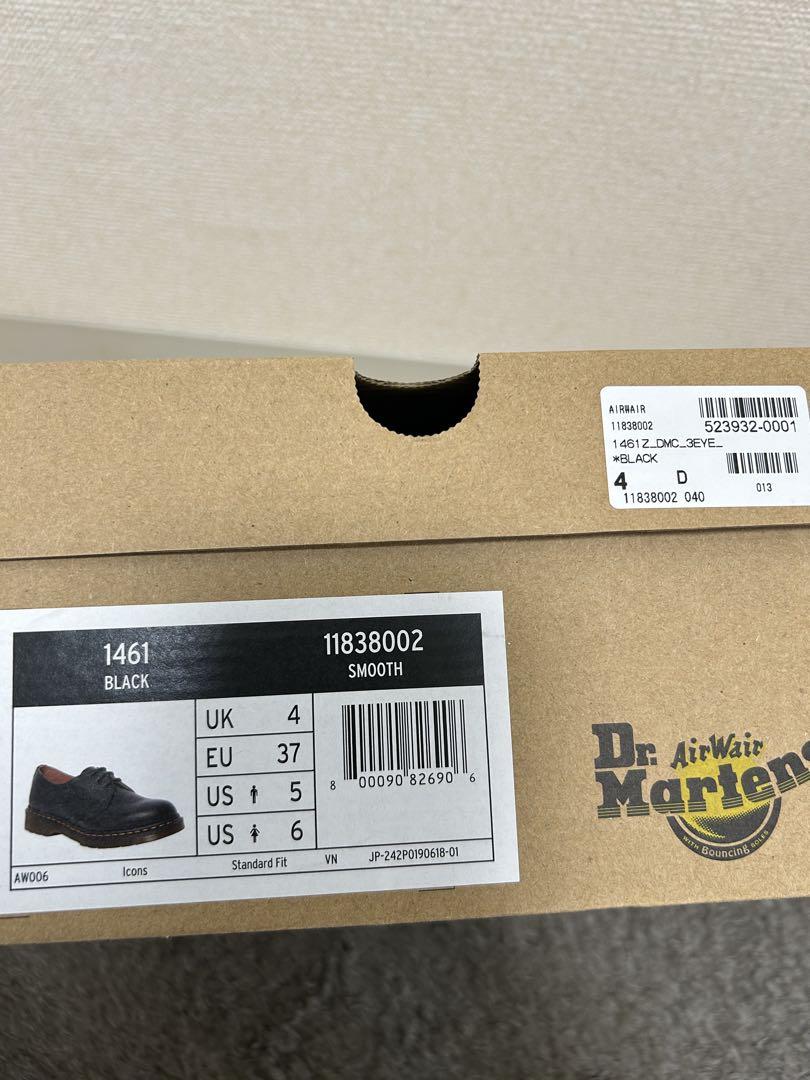 AIRWAIR
11838002
523932-0001
1461Z_DMC_3EYE_
*BLACK
4 D
013
11838002 040
1461
BLACK
11838002
SMOOTH
UK 4
EU 37
US 5
US 6
8 00090 82690 6
AW006 Icons Standard Fit VN JP-242P0190618-01
Dr. AirWair
Martens
WITH Bouncing SOLES